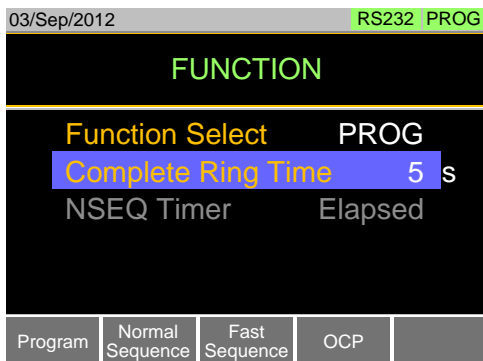 03/Sep/2012 RS232 PROG
FUNCTION
Function Select PROG
Complete Ring Time 5 s
NSEQ Timer Elapsed
Program Normal Sequence Fast Sequence OCP